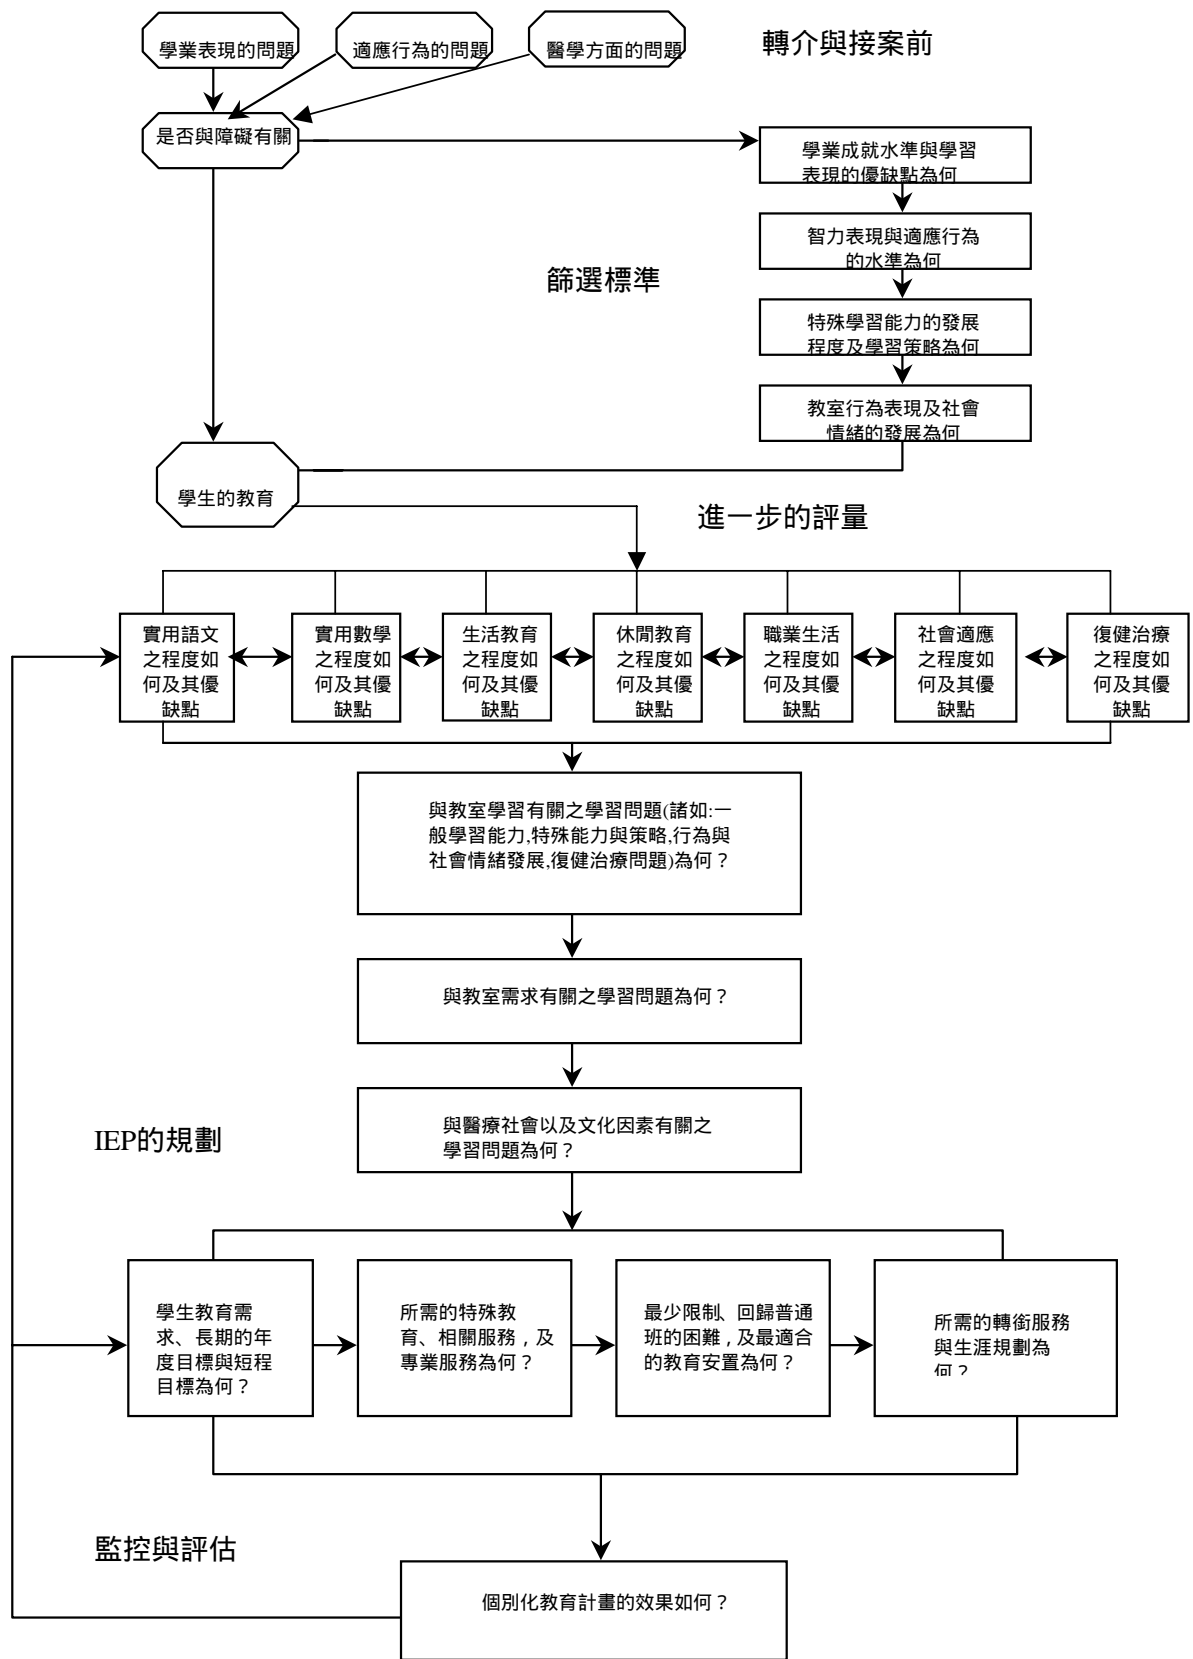 學業表現的問題
適應行為的問題
醫學方面的問題
轉介與接案前
是否與障礙有關
學業成就水準與學習
表現的優缺點為何
智力表現與適應行為
的水準為何
篩選標準
特殊學習能力的發展
程度及學習策略為何
教室行為表現及社會
情緒的發展為何
學生的教育
進一步的評量
實用語文
之程度如
何及其優
缺點
實用數學
之程度如
何及其優
缺點
生活教育
之程度如
何及其優
缺點
休閒教育
之程度如
何及其優
缺點
職業生活
之程度如
何及其優
缺點
社會適應
之程度如
何及其優
缺點
復健治療
之程度如
何及其優
缺點
與教室學習有關之學習問題(諸如:一
般學習能力,特殊能力與策略,行為與
社會情緒發展,復健治療問題)為何？
與教室需求有關之學習問題為何？
與醫療社會以及文化因素有關之
學習問題為何？
IEP的規劃
學生教育需
求、長期的年
度目標與短程
目標為何？
所需的特殊教
育、相關服務，及
專業服務為何？
最少限制、回歸普通
班的困難，及最適合
的教育安置為何？
所需的轉銜服務
與生涯規劃為
何？
監控與評估
個別化教育計畫的效果如何？